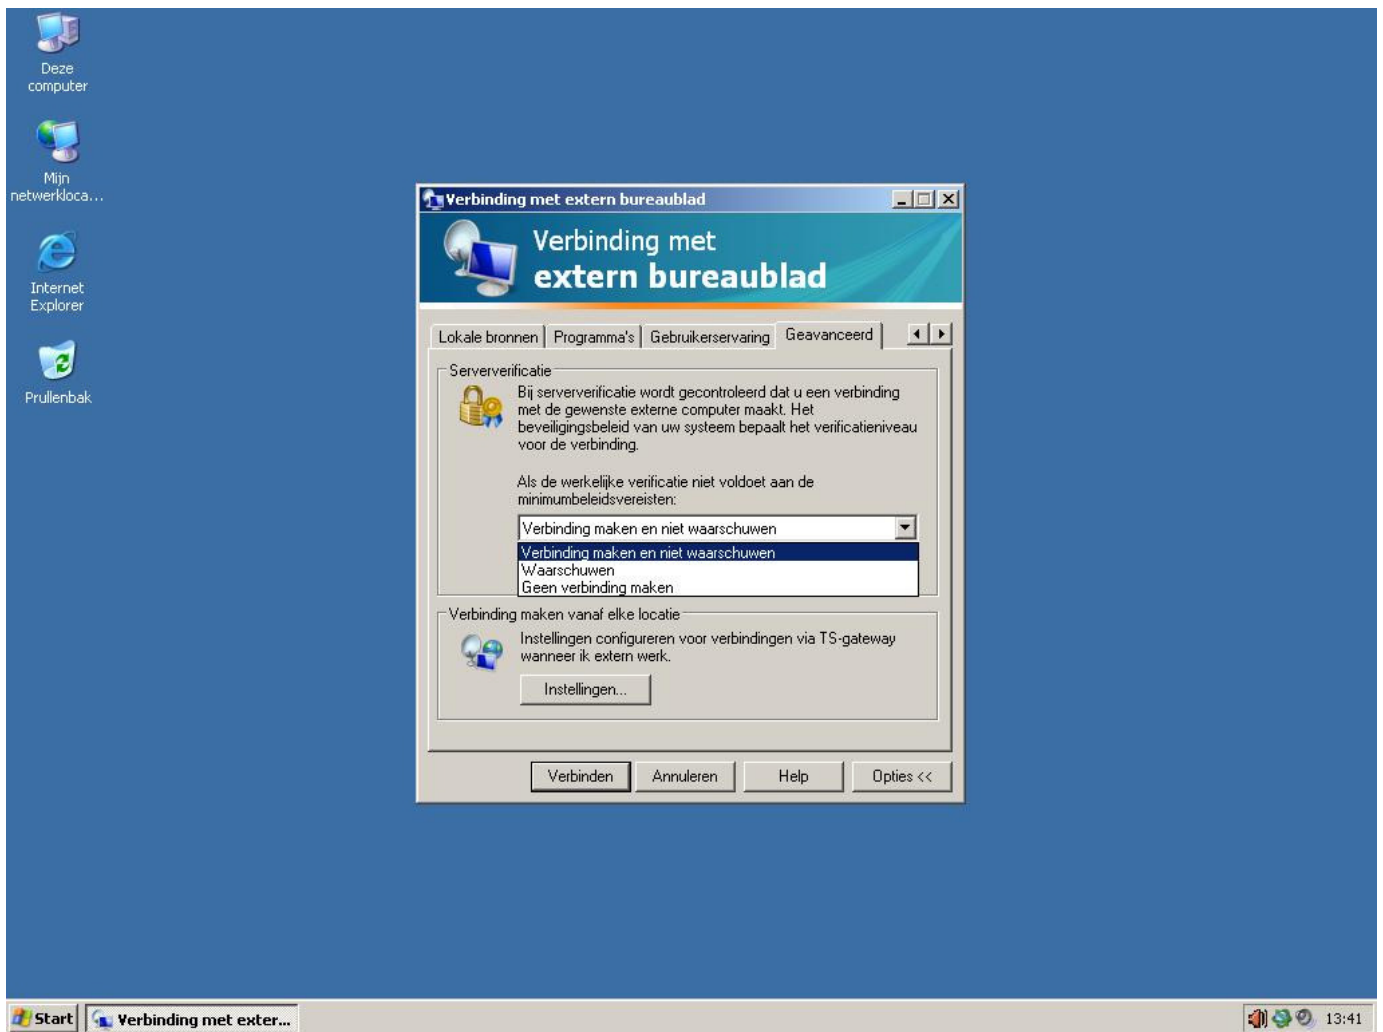 Deze
computer
Mijn
netwerkloca...
Internet
Explorer
Prullenbak
Verbinding met extern bureaublad
Verbinding met
extern bureaublad
Lokale bronnen
Programma's
Gebruikerservaring
Geavanceerd
Serververificatie
Bij serververificatie wordt gecontroleerd dat u een verbinding
met de gewenste externe computer maakt. Het
beveiligingsbeleid van uw systeem bepaalt het verificatieniveau
voor de verbinding.
Als de werkelijke verificatie niet voldoet aan de
minimumbeleidsvereisten:
Verbinding maken en niet waarschuwen
Verbinding maken en niet waarschuwen
Waarschuwen
Geen verbinding maken
Verbinding maken vanaf elke locatie
Instellingen configureren voor verbindingen via TS-gateway
wanneer ik extern werk.
Instellingen...
Verbinden
Annuleren
Help
Opties <<
Start
Verbinding met exter...
13:41